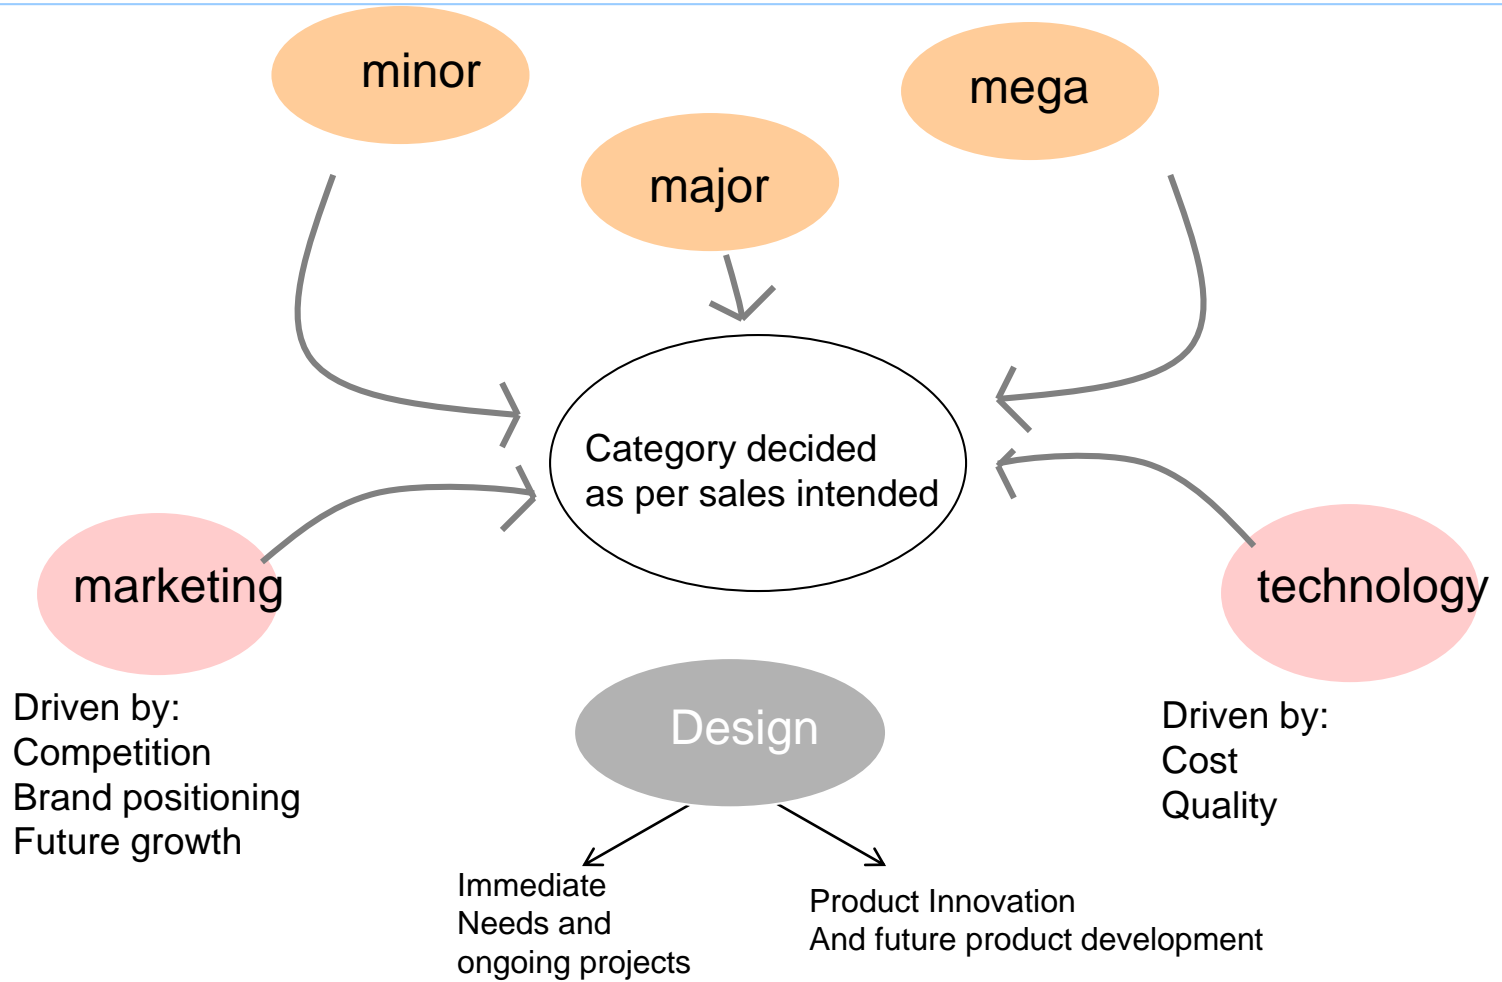 minor
mega
major
Category decided
as per sales intended
marketing
technology
Driven by:
Competition
Brand positioning
Future growth
Design
Driven by:
Cost
Quality
Immediate
Needs and
ongoing projects
Product Innovation
And future product development